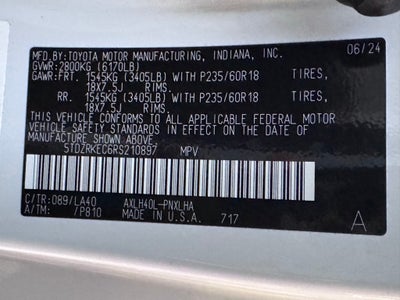 MFD.BY:TOYOTA MOTOR MANUFACTURING, INDIANA, INC. 06/24
GVWR: 2800KG (6170LB)
GAWR:FRT. 1545KG (3405LB) WITH P235/60R18 TIRES,
18X7.5J RIMS.
RR. 1545KG (3405LB) WITH P235/60R18 TIRES,
18X7.5J RIMS.
THIS VEHICLE CONFORMS TO ALL APPLICABLE FEDERAL MOTOR
VEHICLE SAFETY AND THEFT PREVENTION STANDARDS IN EFFECT ON THE DATE OF
MANUFACTURE SHOWN ABOVE.
5TDZRKEC6RS210897 MPV
C/TR:089/LA40 AXLH40L-PNXLHA
A/TM: /P810 MADE IN U.S.A. 717 A